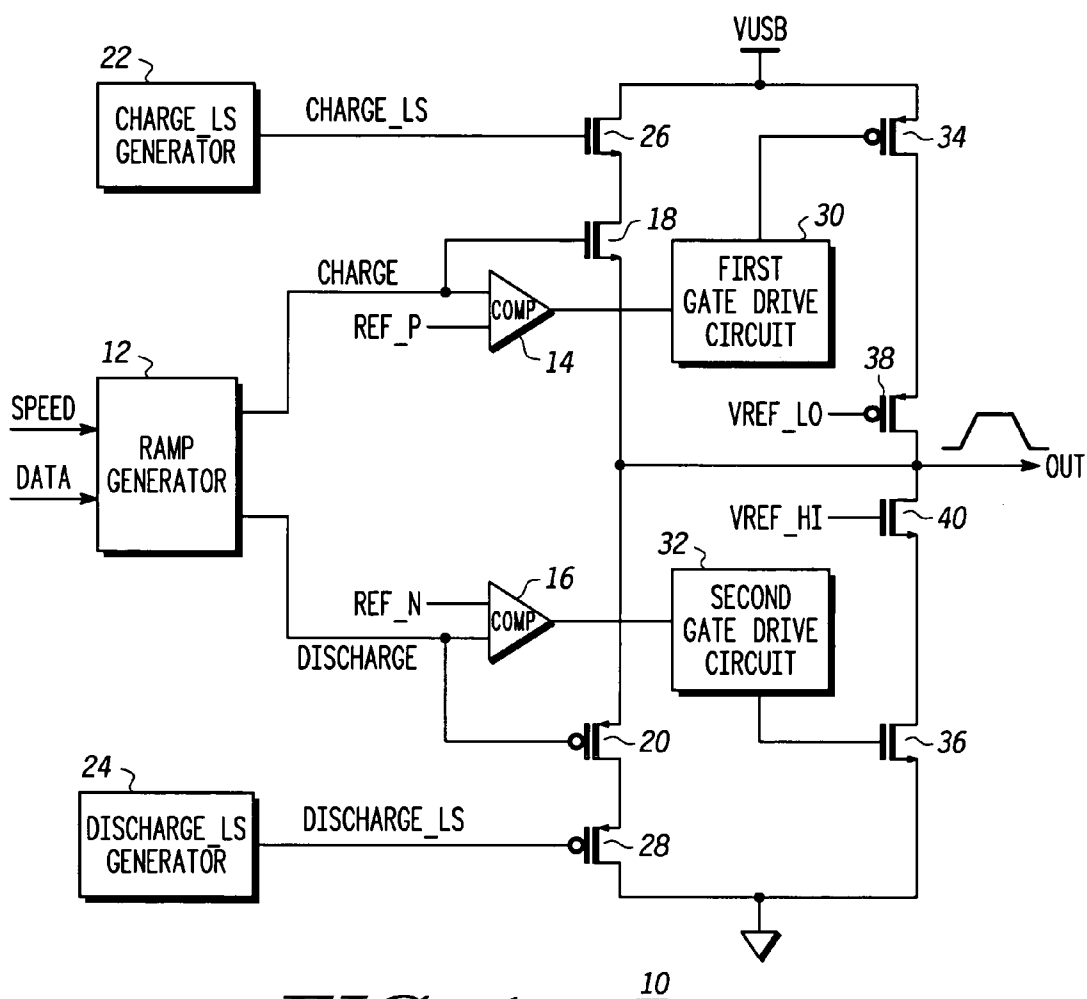 VUSB
22
CHARGE_LS
GENERATOR
CHARGE_LS
26
34
18
30
FIRST
GATE DRIVE
CIRCUIT
CHARGE
COMP
REF_P
14
12
SPEED
DATA
RAMP
GENERATOR
38
VREF_LO
OUT
VREF_HI
40
32
SECOND
GATE DRIVE
CIRCUIT
16
REF_N
COMP
DISCHARGE
20
36
24
DISCHARGE_LS
GENERATOR
DISCHARGE_LS
28
10